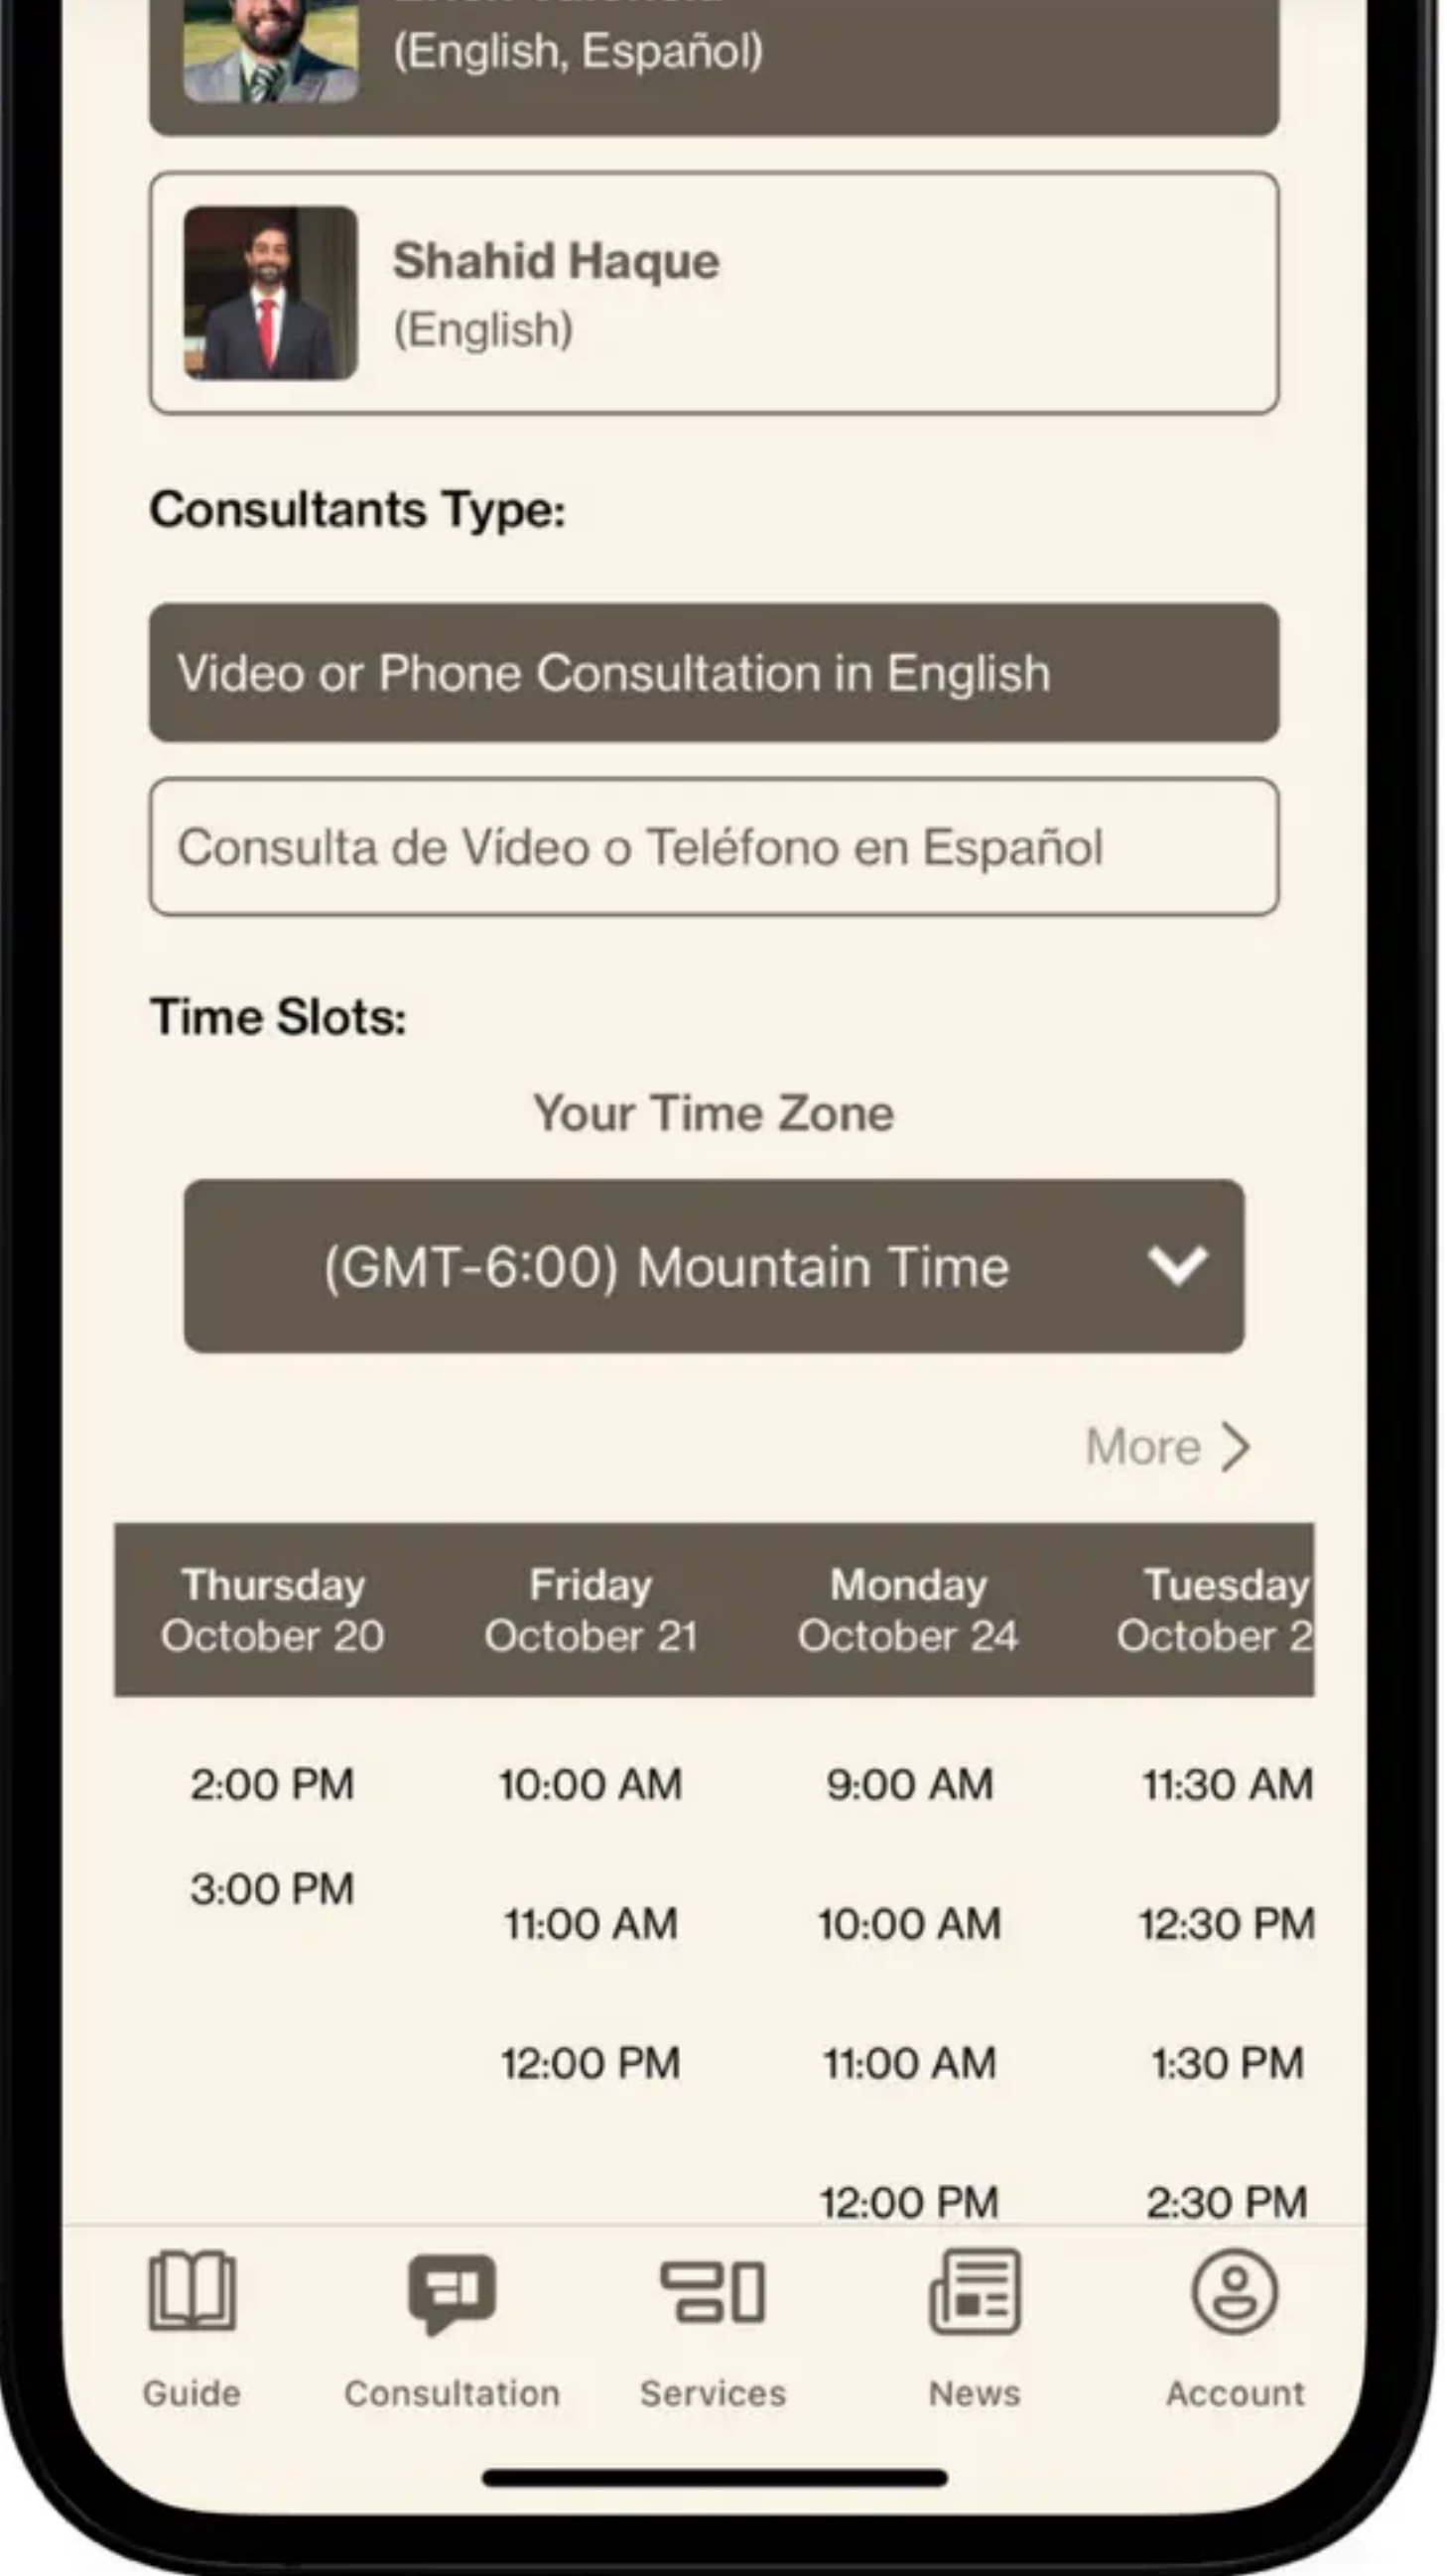 (English, Español)
Shahid Haque
(English)
Consultants Type:
Video or Phone Consultation in English
Consulta de Vídeo o Teléfono en Español
Time Slots:
Your Time Zone
(GMT-6:00) Mountain Time
More
Thursday Friday Monday Tuesday
October 20 October 21 October 24 October 2
2:00 PM 10:00 AM 9:00 AM 11:30 AM
3:00 PM
11:00 AM 10:00 AM 12:30 PM
12:00 PM 11:00 AM 1:30 PM
12:00 PM 2:30 PM
Guide Consultation Services News Account